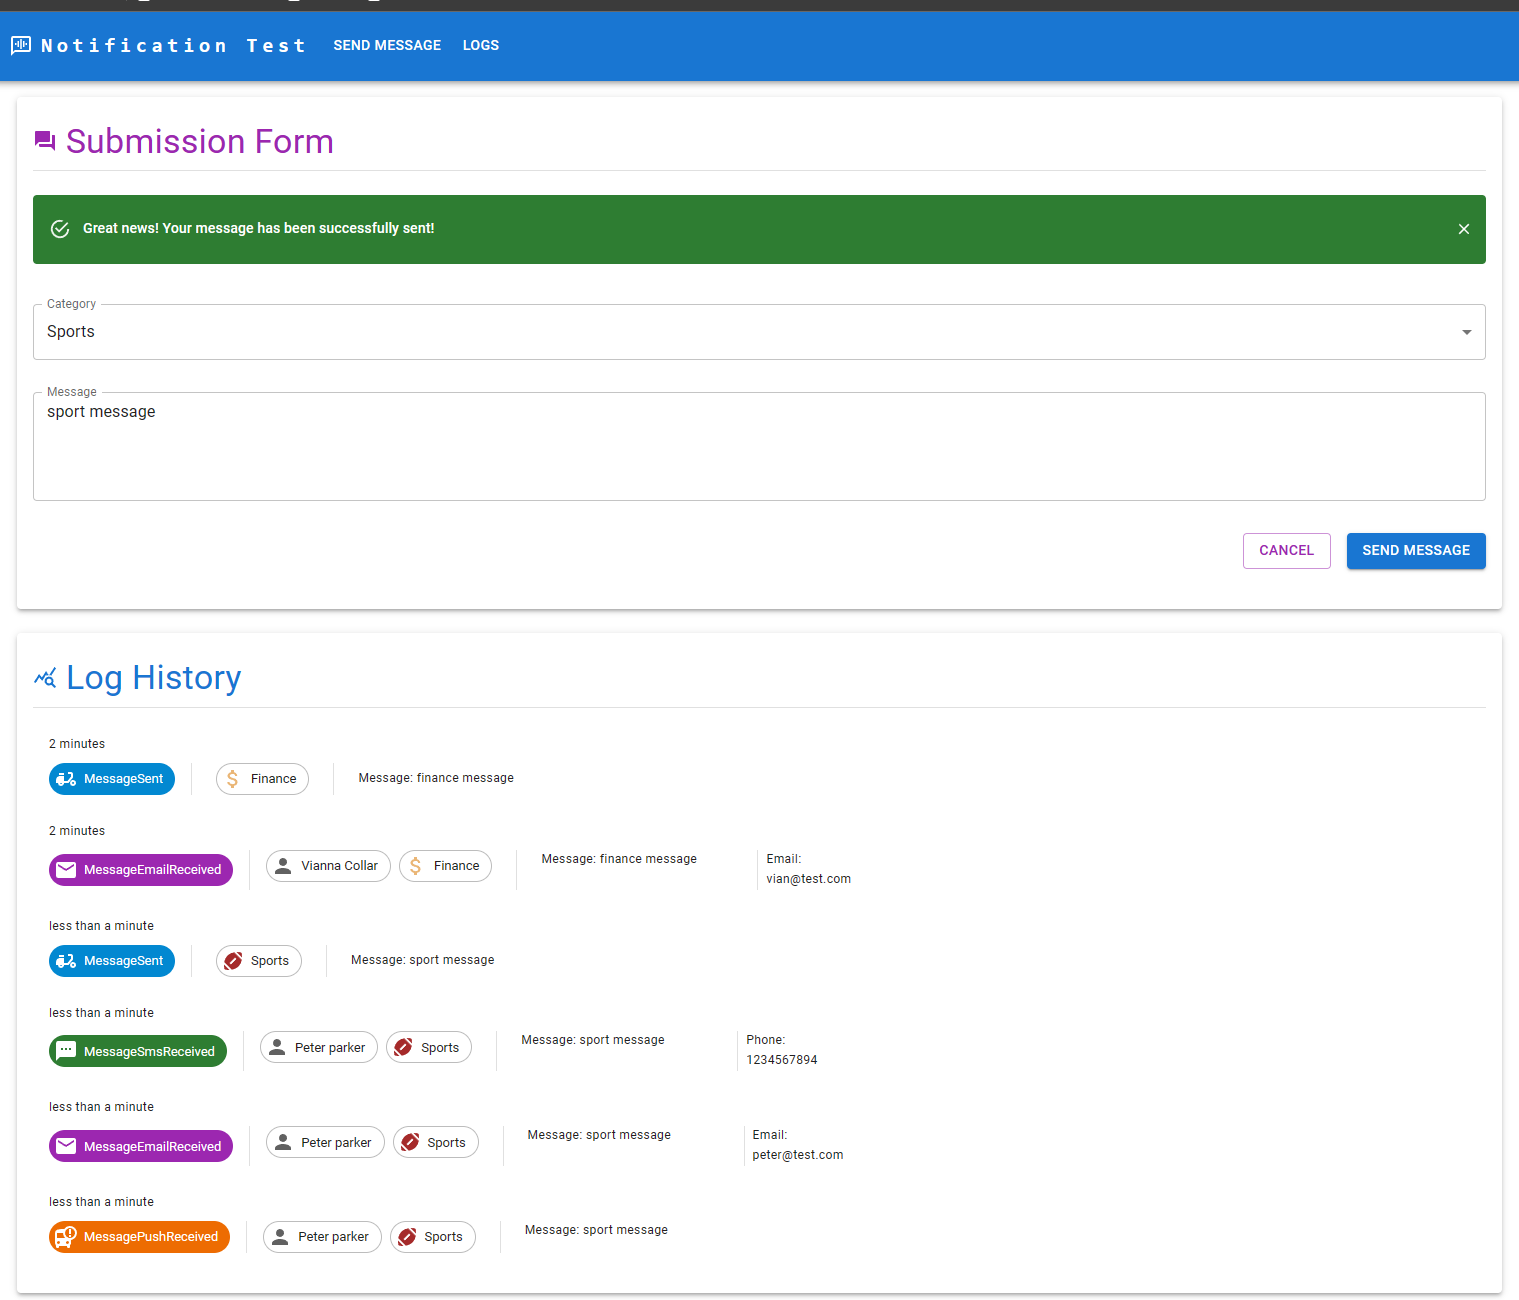 Notification Test SEND MESSAGE LOGS
Submission Form
Great news! Your message has been successfully sent!
Category
Sports
Message
sport message
CANCEL SEND MESSAGE
Log History
2 minutes
MessageSent Finance Message: finance message
2 minutes
MessageEmailReceived Vianna Collar Finance Message: finance message Email:
vian@test.com
less than a minute
MessageSent Sports Message: sport message
less than a minute
MessageSmsReceived Peter parker Sports Message: sport message Phone:
1234567894
less than a minute
MessageEmailReceived Peter parker Sports Message: sport message Email:
peter@test.com
less than a minute
MessagePushReceived Peter parker Sports Message: sport message